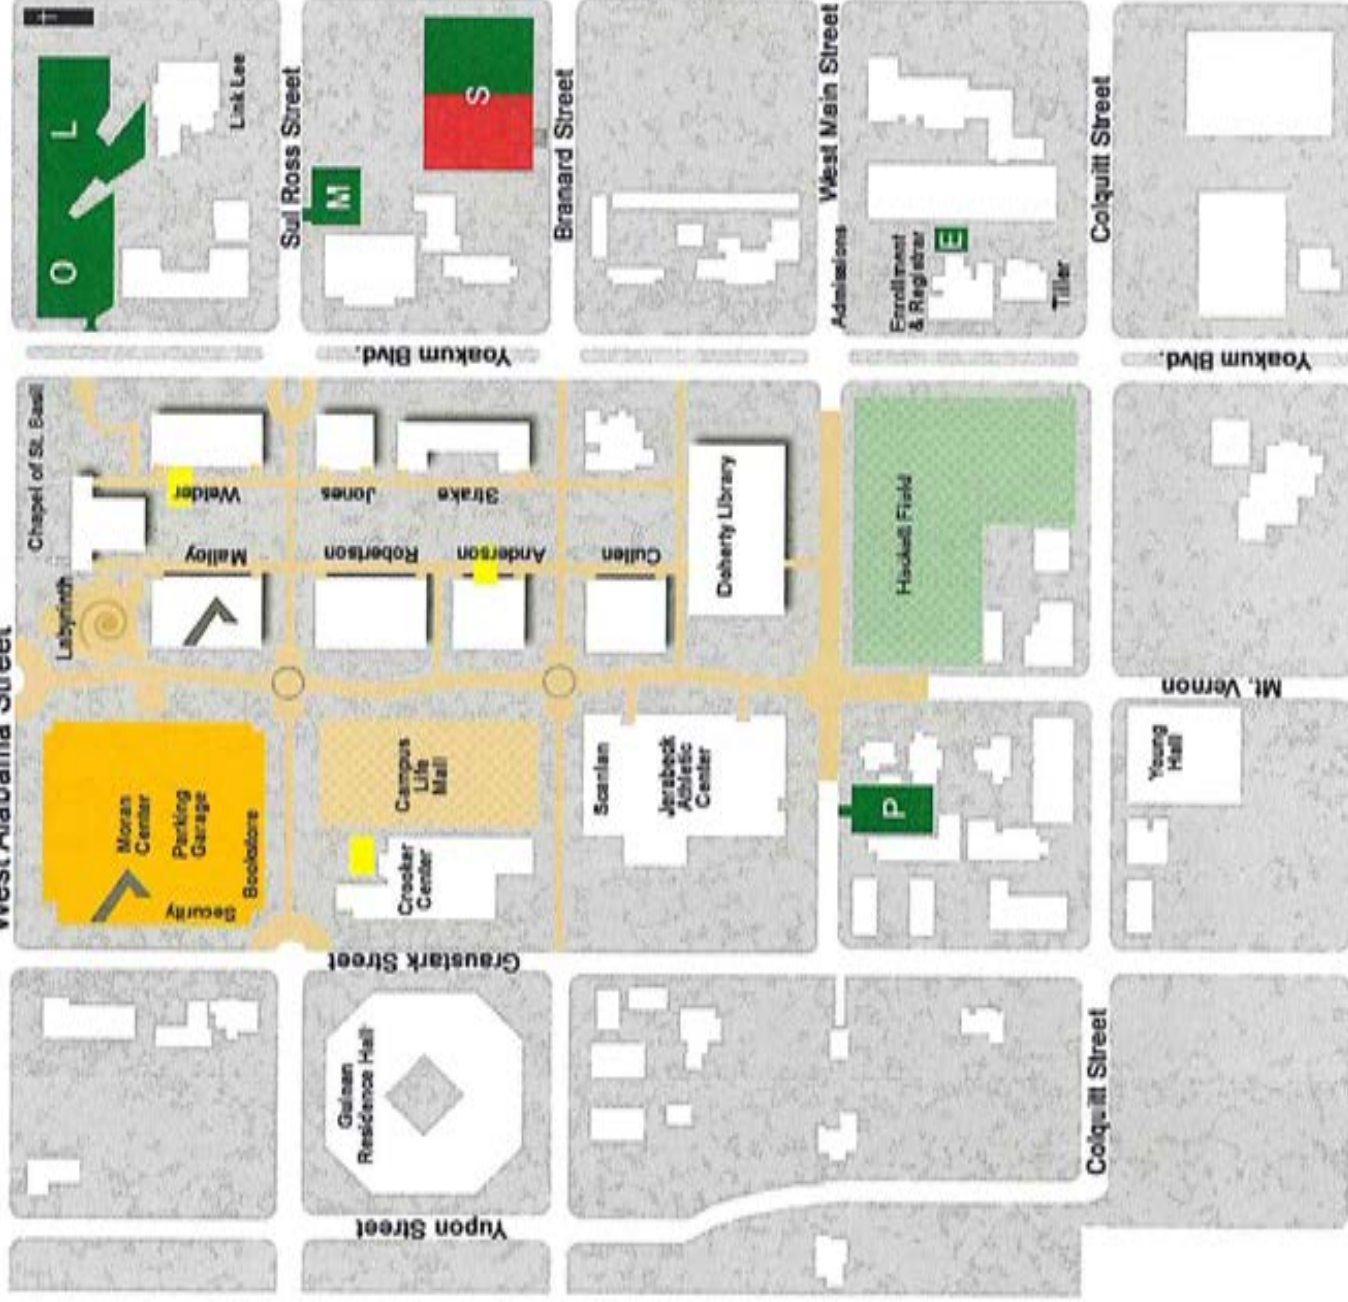 West Alabama Street
O
L
Link Lee
Sul Ross Street
M
S
Branard Street
West Main Street
Admissions
Enrollment
& Registrar
E
Tiller
Colquitt Street
Yoakum Blvd.
Yoakum Blvd.
Chapel of St. Basil
Labyrinth
Welder
Malloy
Jones
Robertson
Strake
Anderson
Cullen
Doherty Library
Hackett Field
Mt. Vernon
Moran
Center
Parking
Garage
Security
Bookstore
Campus
Life
Mall
Crooker
Center
Scanlan
Jerabeck
Athletic
Center
P
Young
Hall
Graustark Street
Guinan
Residence Hall
Yupon Street
Colquitt Street